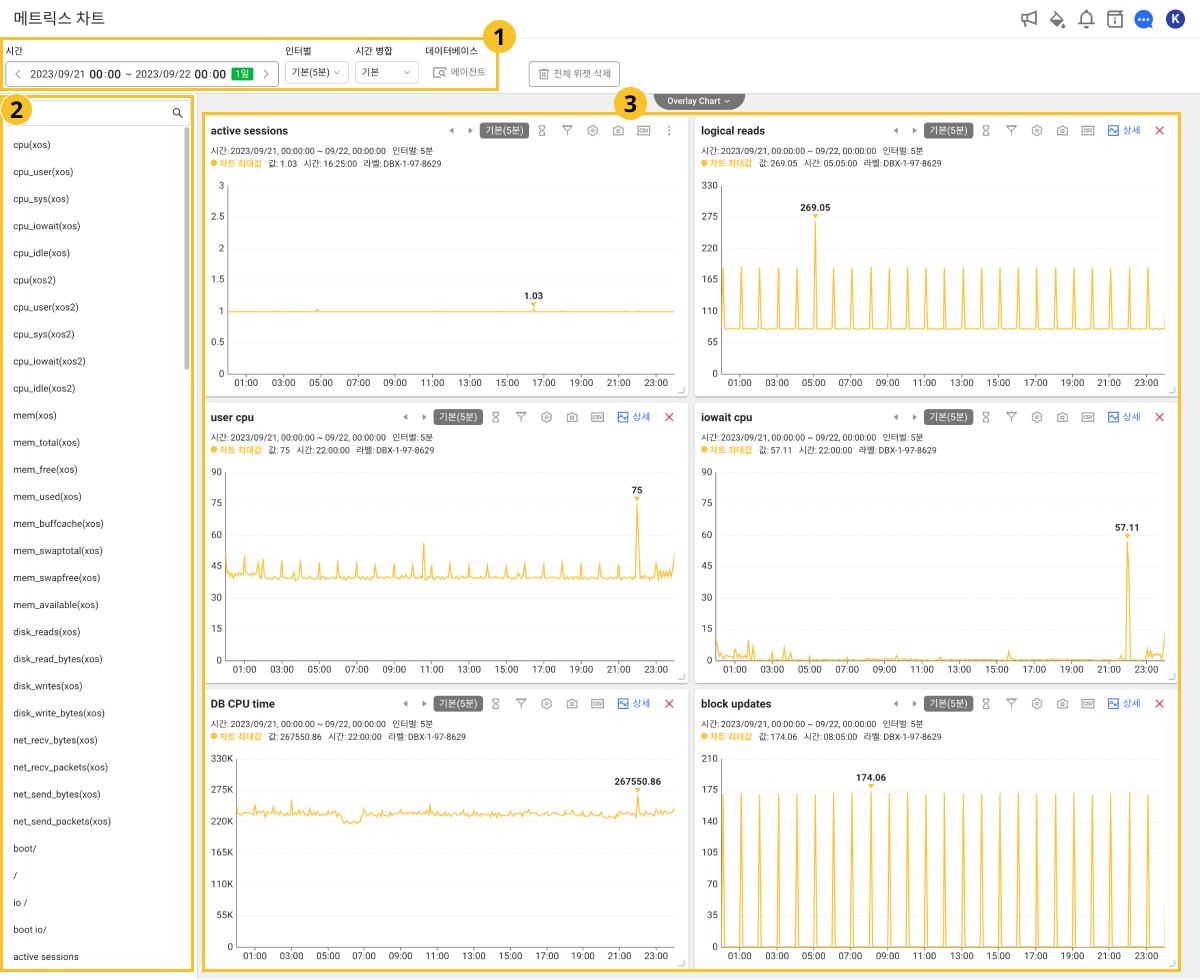 메트릭스 차트
K
1
시간
인터벌
시간 병합
데이터베이스
2023/09/21 00:00 ~ 2023/09/22 00:00 1일
기본(5분)
기본
에이전트
전체 위젯 삭제
2
3
Overlay Chart
cpu(xos)
cpu_user(xos)
cpu_sys(xos)
cpu_iowait(xos)
cpu_idle(xos)
cpu(xos2)
cpu_user(xos2)
cpu_sys(xos2)
cpu_iowait(xos2)
cpu_idle(xos2)
mem(xos)
mem_total(xos)
mem_free(xos)
mem_used(xos)
mem_buffcache(xos)
mem_swaptotal(xos)
mem_swapfree(xos)
mem_available(xos)
disk_reads(xos)
disk_read_bytes(xos)
disk_writes(xos)
disk_write_bytes(xos)
net_recv_bytes(xos)
net_recv_packets(xos)
net_send_bytes(xos)
net_send_packets(xos)
boot/
/
io /
boot io/
active sessions
active sessions
기본(5분)
CSV
시간: 2023/09/21, 00:00:00 ~ 09/22, 00:00:00 인터벌: 5분
차트 최대값 값: 1.03 시간: 16:25:00 라벨: DBX-1-97-8629
3
2.5
2
1.5
1
0.5
0
1.03
01:00 03:00 05:00 07:00 09:00 11:00 13:00 15:00 17:00 19:00 21:00 23:00
logical reads
기본(5분)
CSV
상세
시간: 2023/09/21, 00:00:00 ~ 09/22, 00:00:00 인터벌: 5분
차트 최대값 값: 269.05 시간: 05:05:00 라벨: DBX-1-97-8629
330
275
220
165
110
55
0
269.05
01:00 03:00 05:00 07:00 09:00 11:00 13:00 15:00 17:00 19:00 21:00 23:00
user cpu
기본(5분)
CSV
상세
시간: 2023/09/21, 00:00:00 ~ 09/22, 00:00:00 인터벌: 5분
차트 최대값 값: 75 시간: 22:00:00 라벨: DBX-1-97-8629
90
75
60
45
30
15
0
75
01:00 03:00 05:00 07:00 09:00 11:00 13:00 15:00 17:00 19:00 21:00 23:00
iowait cpu
기본(5분)
CSV
상세
시간: 2023/09/21, 00:00:00 ~ 09/22, 00:00:00 인터벌: 5분
차트 최대값 값: 57.11 시간: 22:00:00 라벨: DBX-1-97-8629
90
75
60
45
30
15
0
57.11
01:00 03:00 05:00 07:00 09:00 11:00 13:00 15:00 17:00 19:00 21:00 23:00
DB CPU time
기본(5분)
CSV
상세
시간: 2023/09/21, 00:00:00 ~ 09/22, 00:00:00 인터벌: 5분
차트 최대값 값: 267550.86 시간: 22:00:00 라벨: DBX-1-97-8629
330K
275K
220K
165K
110K
55K
0
267550.86
01:00 03:00 05:00 07:00 09:00 11:00 13:00 15:00 17:00 19:00 21:00 23:00
block updates
기본(5분)
CSV
상세
시간: 2023/09/21, 00:00:00 ~ 09/22, 00:00:00 인터벌: 5분
차트 최대값 값: 174.06 시간: 08:05:00 라벨: DBX-1-97-8629
210
175
140
105
70
35
0
174.06
01:00 03:00 05:00 07:00 09:00 11:00 13:00 15:00 17:00 19:00 21:00 23:00